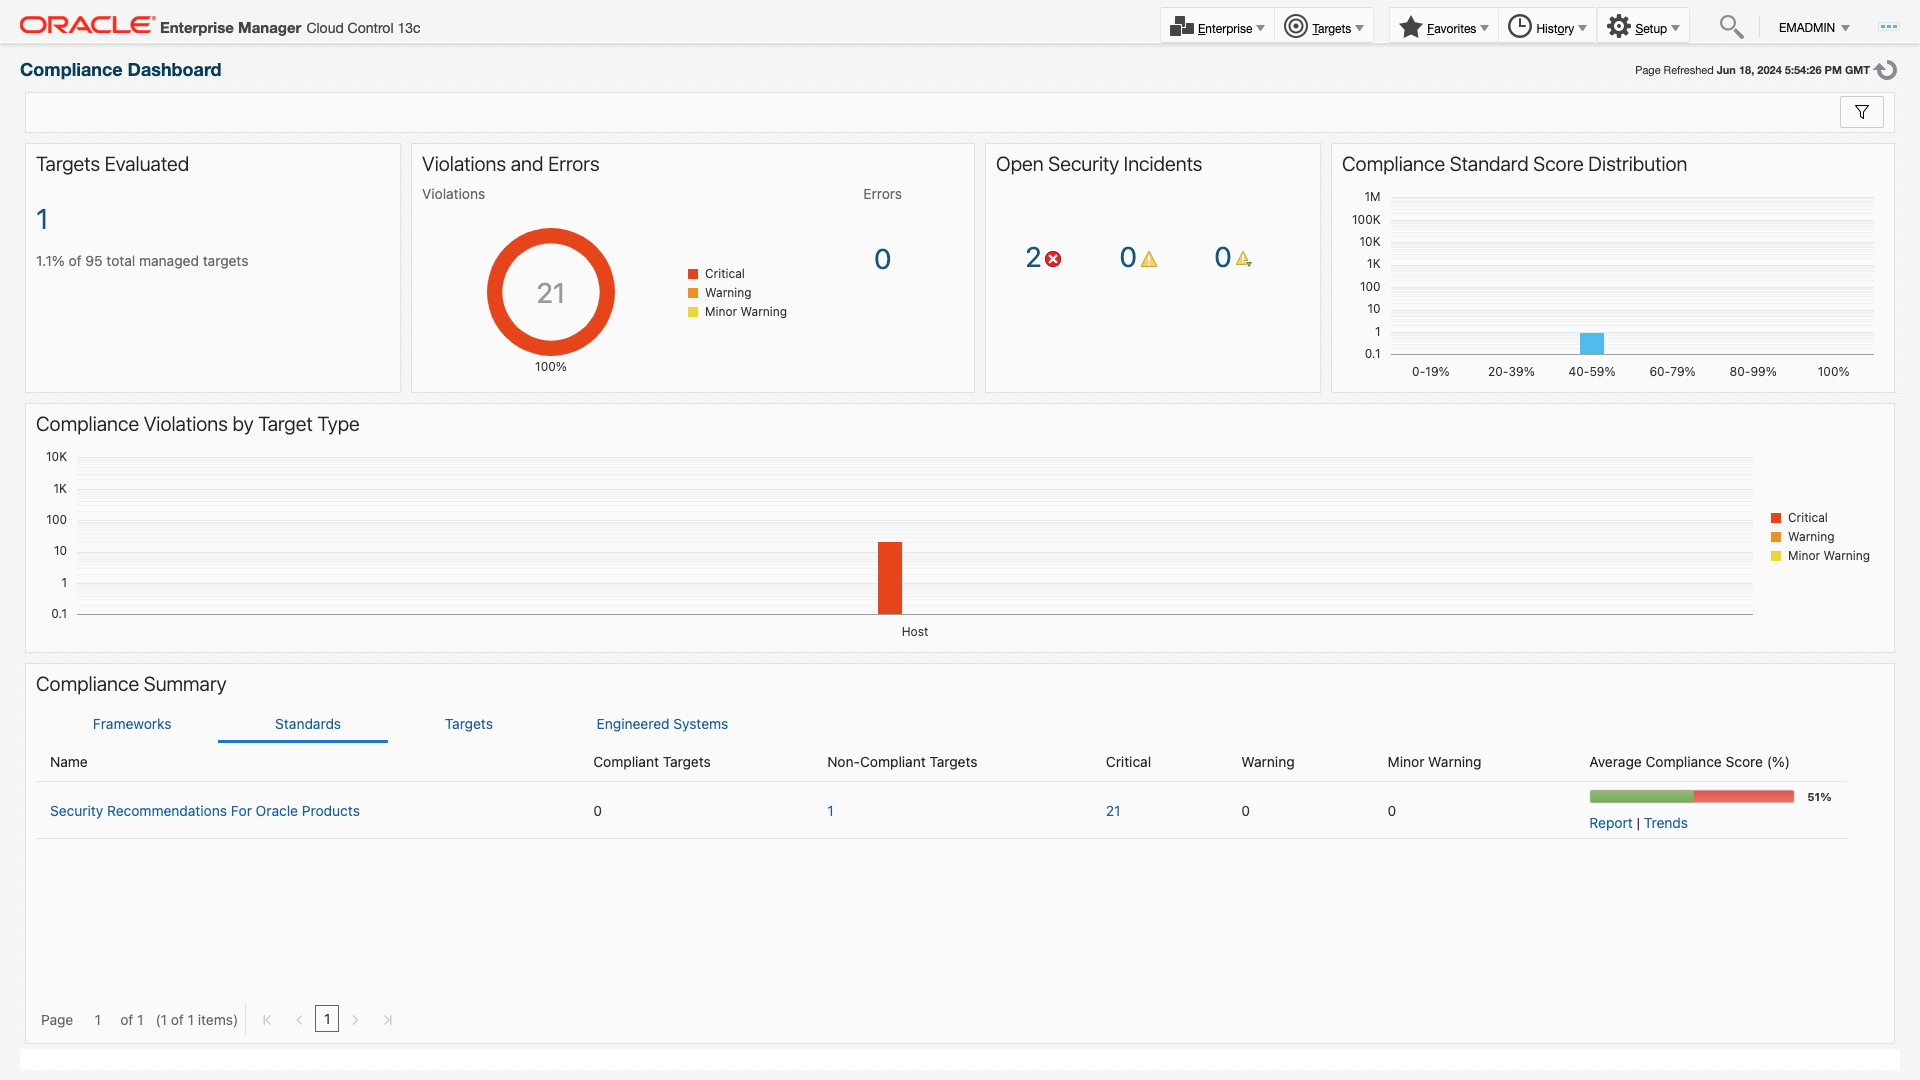 ORACLE Enterprise Manager Cloud Control 13c
Enterprise
Targets
Favorites
History
Setup
EMADMIN
Compliance Dashboard
Page Refreshed Jun 18, 2024 5:54:26 PM GMT
Targets Evaluated
1
1.1% of 95 total managed targets
Violations and Errors
Violations
Errors
21
100%
Critical
Warning
Minor Warning
0
Open Security Incidents
2
0
0
Compliance Standard Score Distribution
1M
100K
10K
1K
100
10
1
0.1
0-19%
20-39%
40-59%
60-79%
80-99%
100%
Compliance Violations by Target Type
10K
1K
100
10
1
0.1
Host
Critical
Warning
Minor Warning
Compliance Summary
Frameworks
Standards
Targets
Engineered Systems
Name
Compliant Targets
Non-Compliant Targets
Critical
Warning
Minor Warning
Average Compliance Score (%)
Security Recommendations For Oracle Products
0
1
21
0
0
51%
Report | Trends
Page 1 of 1 (1 of 1 items)
1